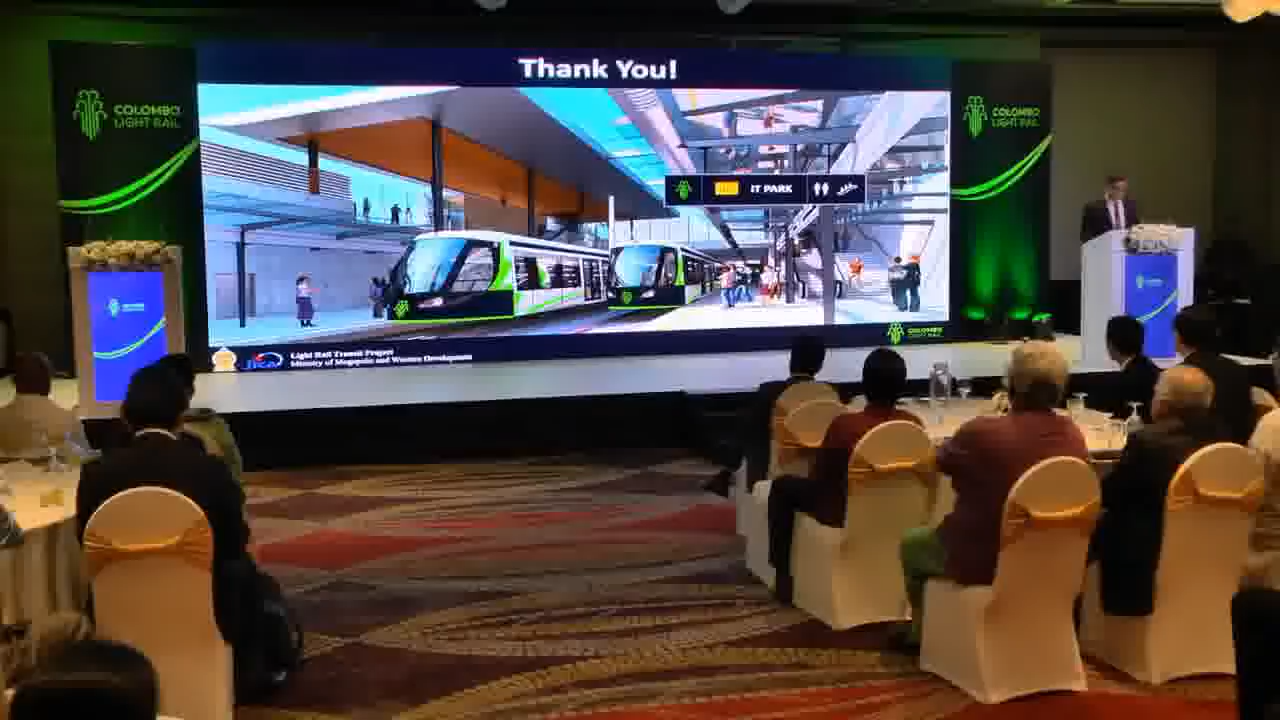 Thank You!
COLOMBO
LIGHT RAIL
COLOMBO
LIGHT RAIL
IT PARK
jica
Light Rail Transit Project
Ministry of Megapolis and Western Development
COLOMBO
LIGHT RAIL